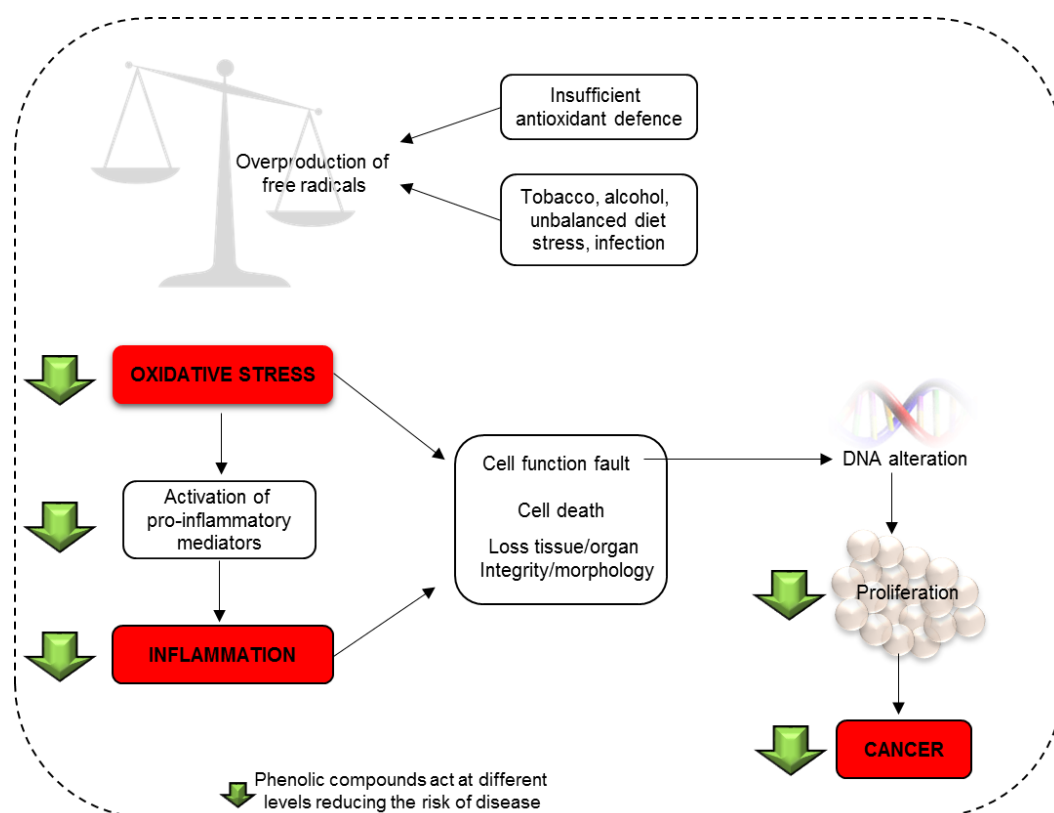 Insufficient
antioxidant defence
Overproduction of
free radicals
Tobacco, alcohol,
unbalanced diet
stress, infection
OXIDATIVE STRESS
Activation of
pro-inflammatory
mediators
INFLAMMATION
Cell function fault
Cell death
Loss tissue/organ
Integrity/morphology
DNA alteration
Proliferation
CANCER
Phenolic compounds act at different
levels reducing the risk of disease